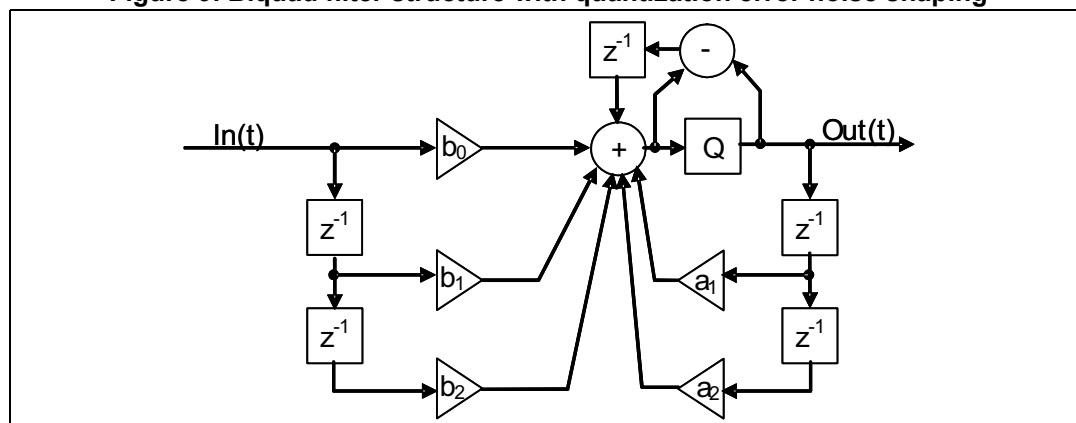 Figure Biquad filter structure with quantization error noise shaping
z⁻¹
-
In(t)
b₀
+
Q
Out(t)
z⁻¹
z⁻¹
b₁
a₁
z⁻¹
z⁻¹
b₂
a₂